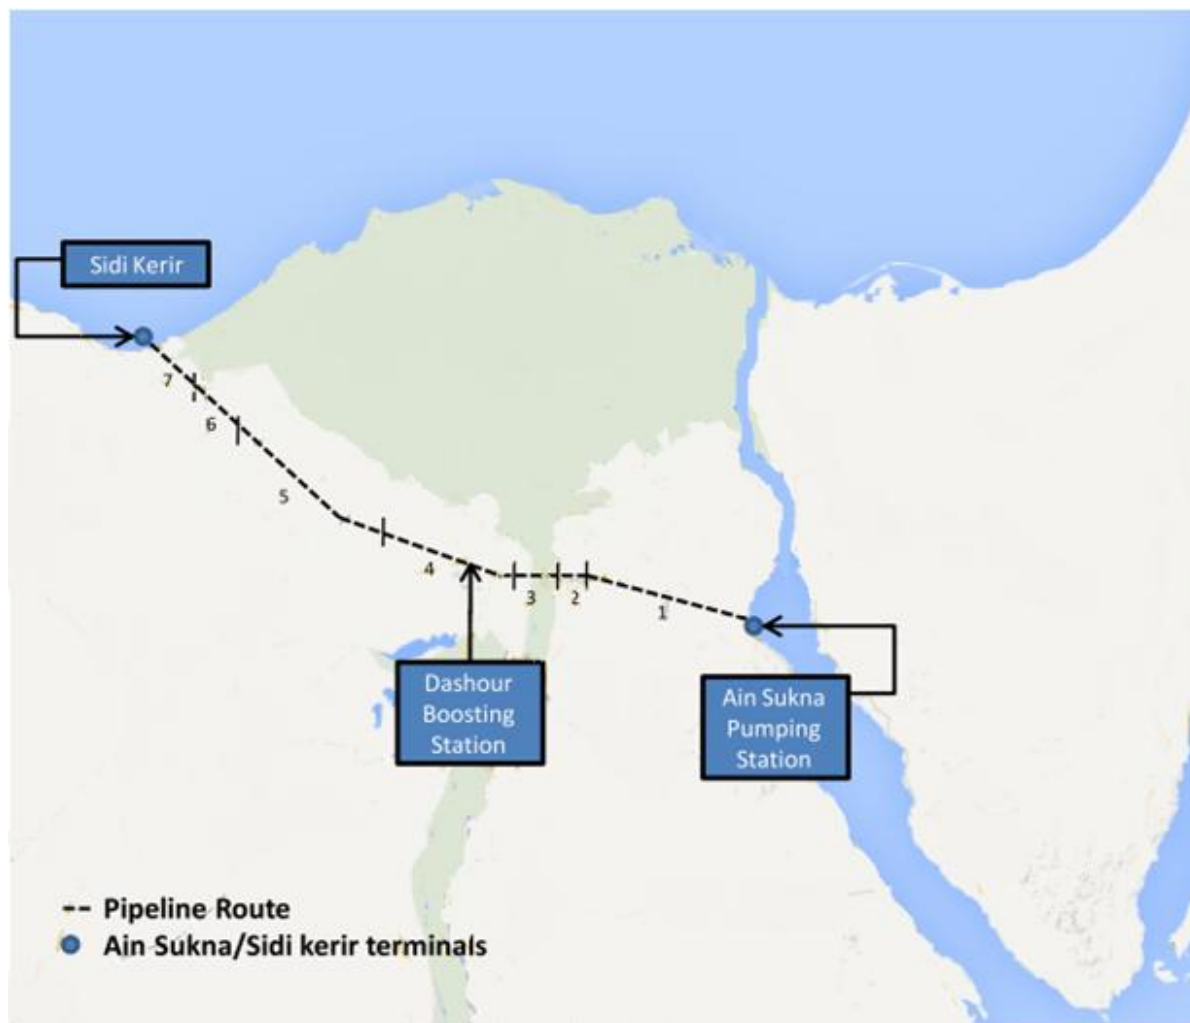 Sidi Kerir
7
6
5
4
3
2
1
Dashour
Boosting
Station
Ain Sukna
Pumping
Station
Pipeline Route
Ain Sukna/Sidi kerir terminals